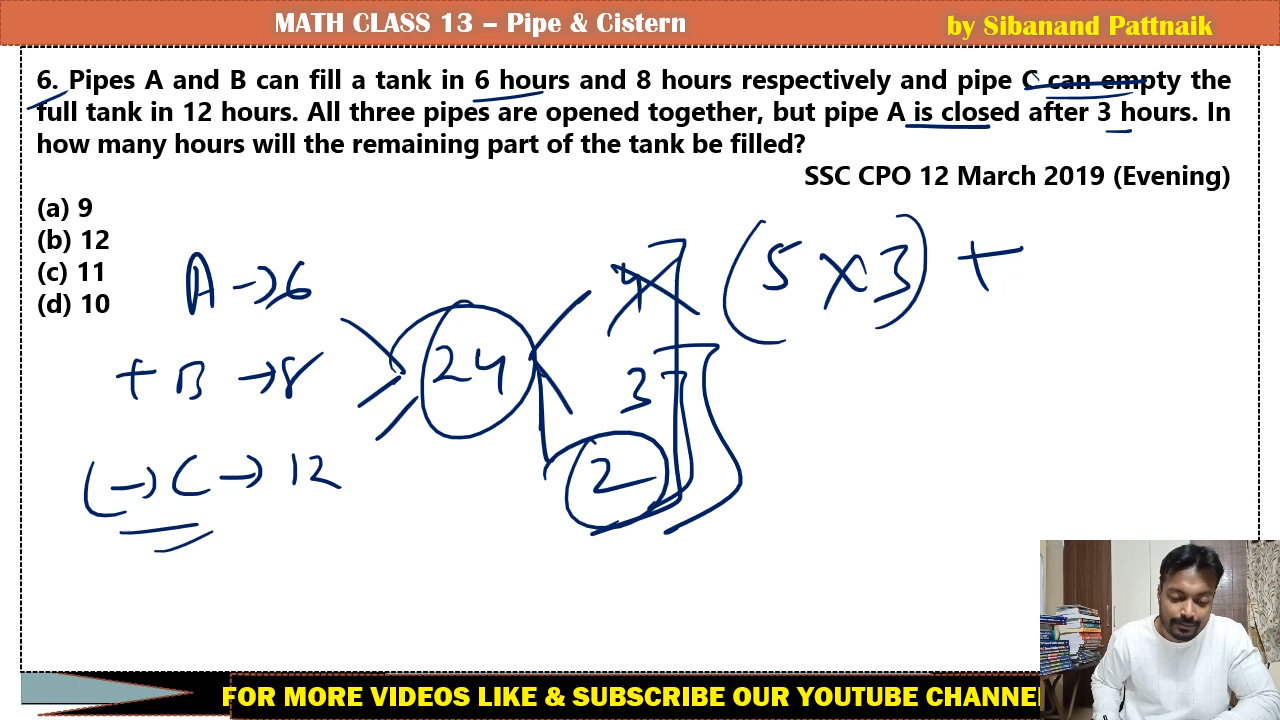 MATH CLASS 13 – Pipe & Cistern
by Sibanand Pattnaik
6. Pipes A and B can fill a tank in 6 hours and 8 hours respectively and pipe C can empty the
full tank in 12 hours. All three pipes are opened together, but pipe A is closed after 3 hours. In
how many hours will the remaining part of the tank be filled?
SSC CPO 12 March 2019 (Evening)
(a) 9
(b) 12
(c) 11
(d) 10
A → 6
+ B → 8
(–) C → 12
24
4
3
2
(5 × 3) +
FOR MORE VIDEOS LIKE & SUBSCRIBE OUR YOUTUBE CHANNE